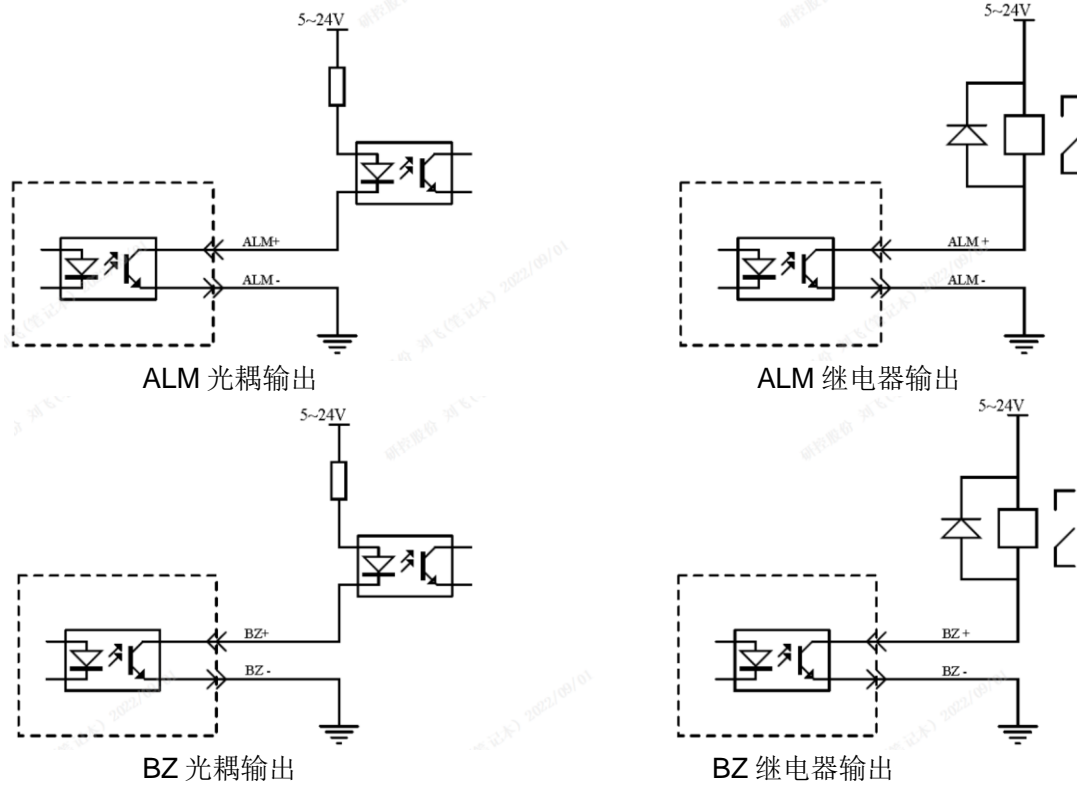 5~24V
5~24V
ALM+
ALM +
ALM -
ALM -
ALM 光耦输出
ALM 继电器输出
5~24V
5~24V
BZ+
BZ +
BZ -
BZ -
BZ 光耦输出
BZ 继电器输出